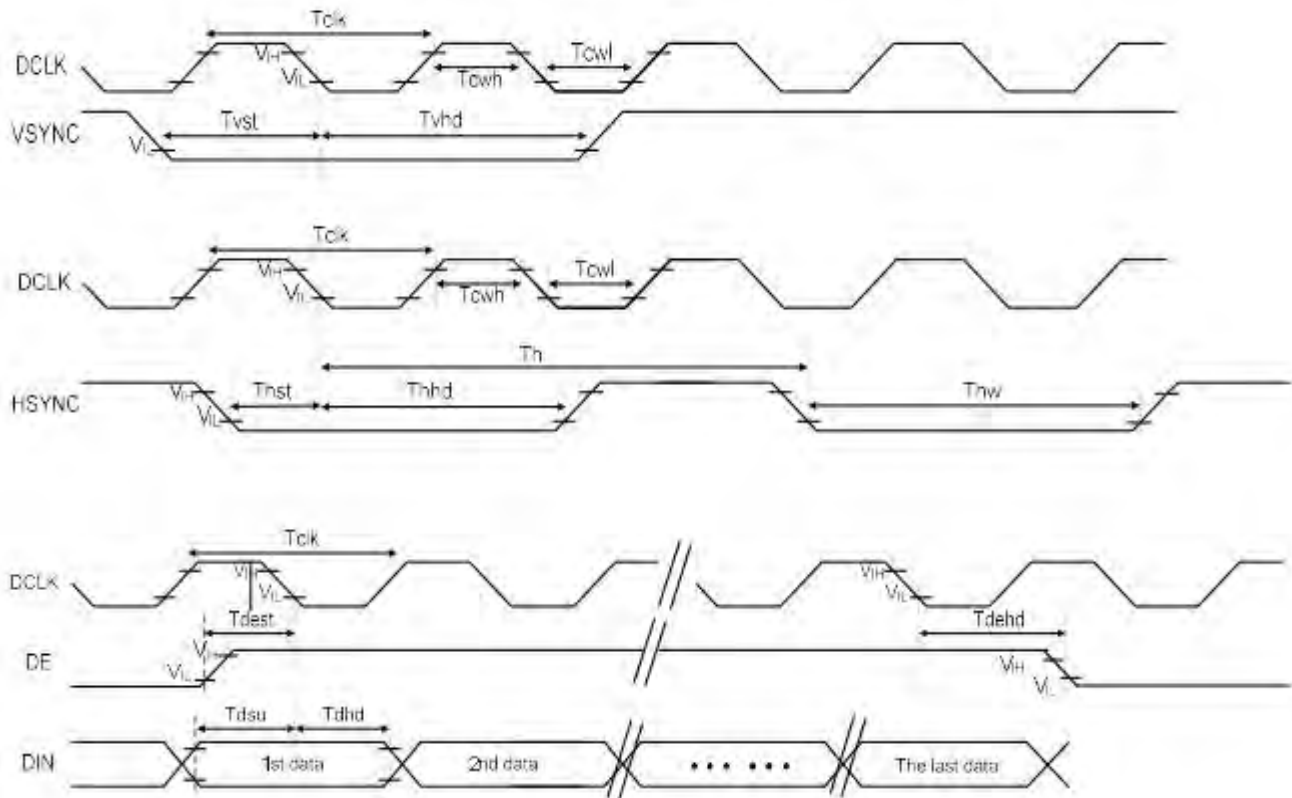 Tclk
DCLK VIH VIL Tcwh Tcwl
VSYNC Tvst Tvhd
VIL
Tclk
DCLK VIH VIL Tcwh Tcwl
Th
HSYNC VIH VIL Thst Thhd Thw
Tclk
DCLK VIH VIL VIH VIL
Tdest Tdehd
DE VIL VIH VIL
Tdsu Tdhd
DIN 1st data 2nd data The last data